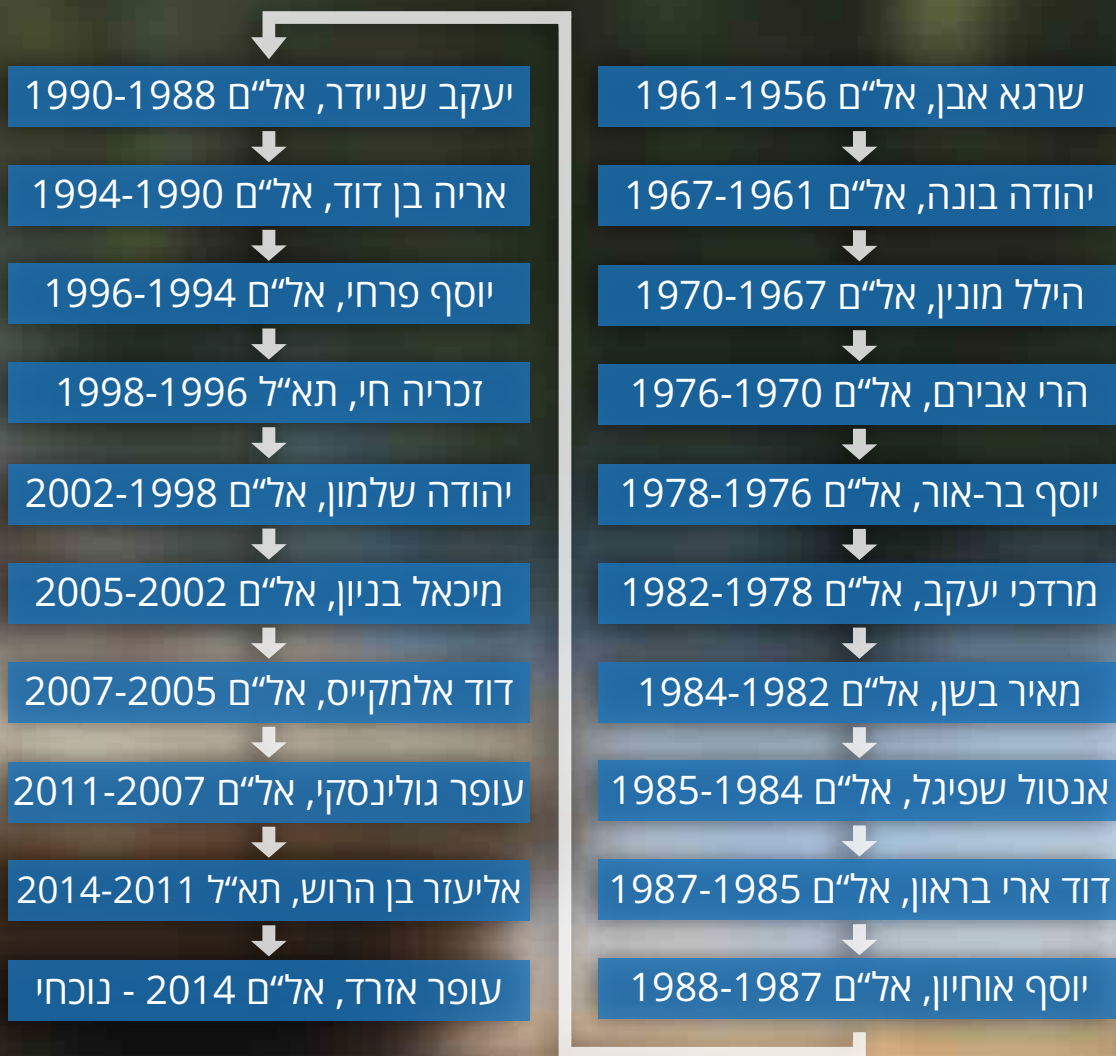 שרגא אבן, אל״ם 1961-1956
יהודה בונה, אל״ם 1967-1961
הילל מונין, אל״ם 1970-1967
הרי אבירם, אל״ם 1976-1970
יוסף בר-אור, אל״ם 1978-1976
מרדכי יעקב, אל״ם 1982-1978
מאיר בשן, אל״ם 1984-1982
אנטול שפיגל, אל״ם 1985-1984
דוד ארי בראון, אל״ם 1987-1985
יוסף אוחיון, אל״ם 1988-1987
יעקב שניידר, אל״ם 1990-1988
אריה בן דוד, אל״ם 1994-1990
יוסף פרחי, אל״ם 1996-1994
זכריה חי, תא״ל 1998-1996
יהודה שלמון, אל״ם 2002-1998
מיכאל בניון, אל״ם 2005-2002
דוד אלמקייס, אל״ם 2007-2005
עופר גולינסקי, אל״ם 2011-2007
אליעזר בן הרוש, תא״ל 2014-2011
עופר אזרד, אל״ם 2014 - נוכחי